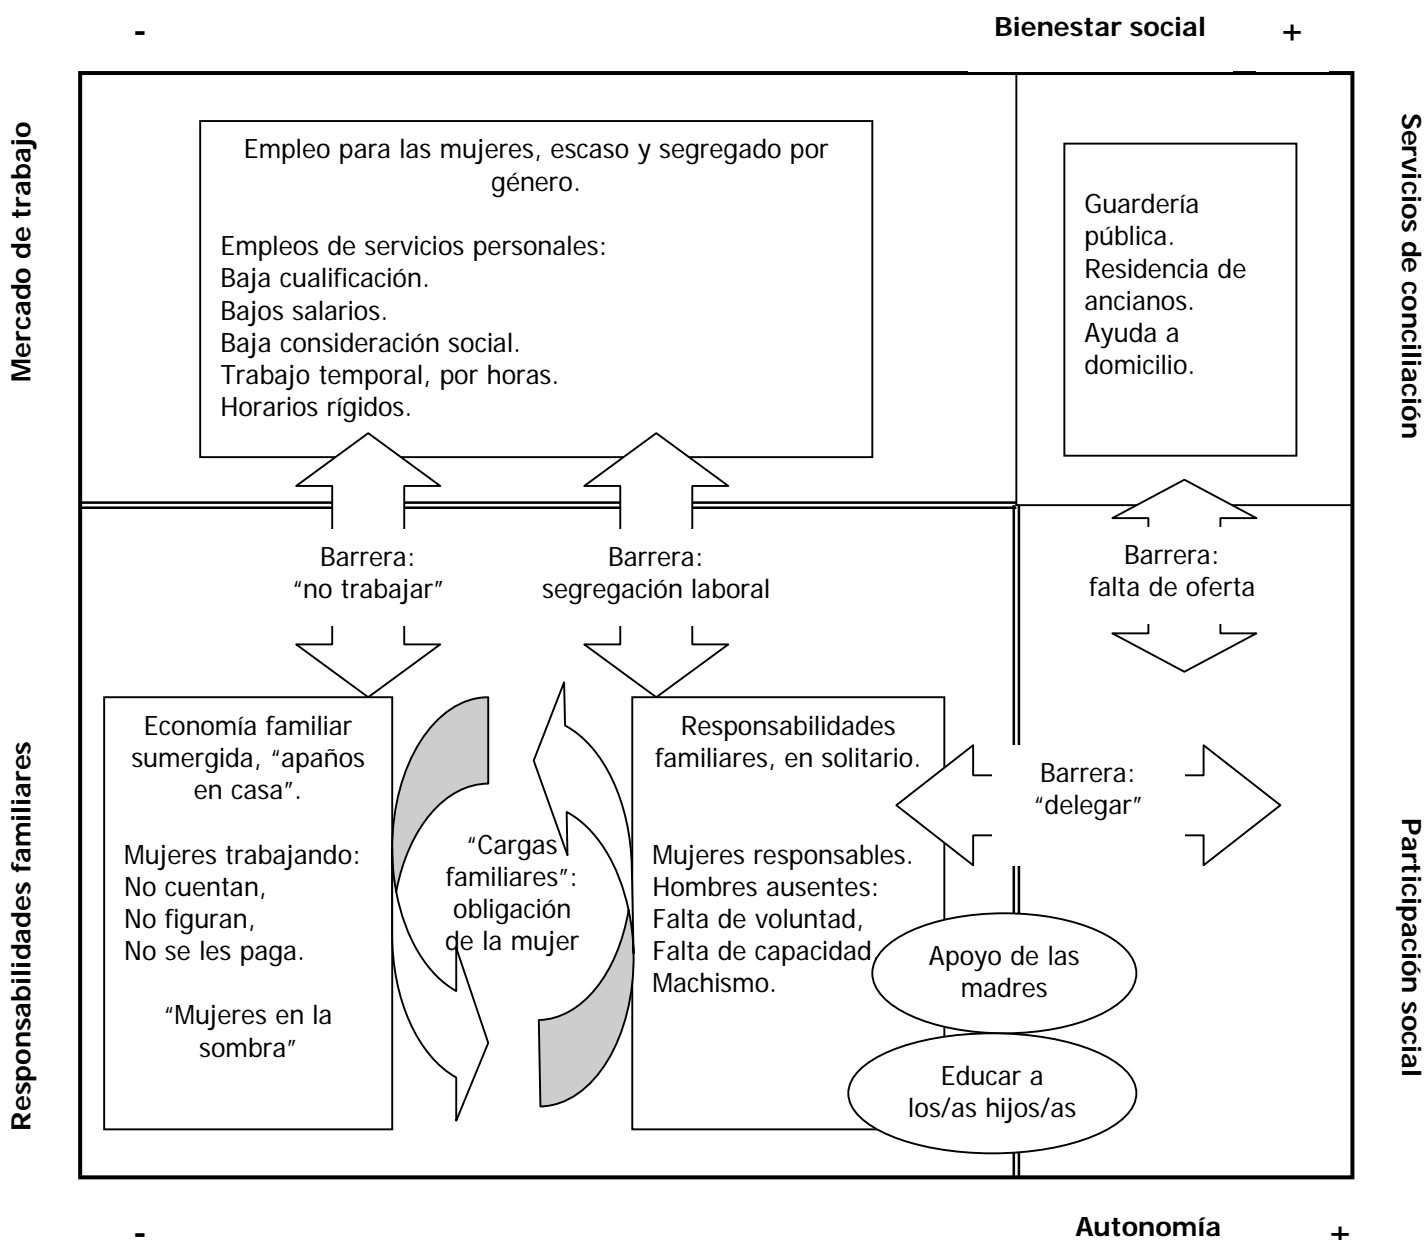 -
Bienestar social
+
Mercado de trabajo
Empleo para las mujeres, escaso y segregado por
género.
Empleos de servicios personales:
Baja cualificación.
Bajos salarios.
Baja consideración social.
Trabajo temporal, por horas.
Horarios rígidos.
Guardería
pública.
Residencia de
ancianos.
Ayuda a
domicilio.
Servicios de conciliación
Barrera:
“no trabajar”
Barrera:
segregación laboral
Barrera:
falta de oferta
Responsabilidades familiares
Economía familiar
sumergida, “apaños
en casa”.
Mujeres trabajando:
No cuentan,
No figuran,
No se les paga.
“Mujeres en la
sombra”
“Cargas
familiares”:
obligación
de la mujer
Responsabilidades
familiares, en solitario.
Mujeres responsables.
Hombres ausentes:
Falta de voluntad,
Falta de capacidad,
Machismo.
Barrera:
“delegar”
Apoyo de las
madres
Educar a
los/as hijos/as
Participación social
-
Autonomía
+